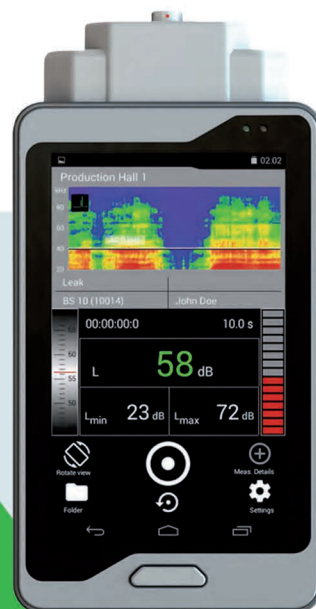 02:02
Production Hall 1
kHz
80
60
40
20
Leak
BS 10 (10014)
John Doe
00:00:00:0
10.0 s
60
55
50
L 58 dB
Lmin 23 dB
Lmax 72 dB
Rotate view
Meas. Details
Folder
Settings